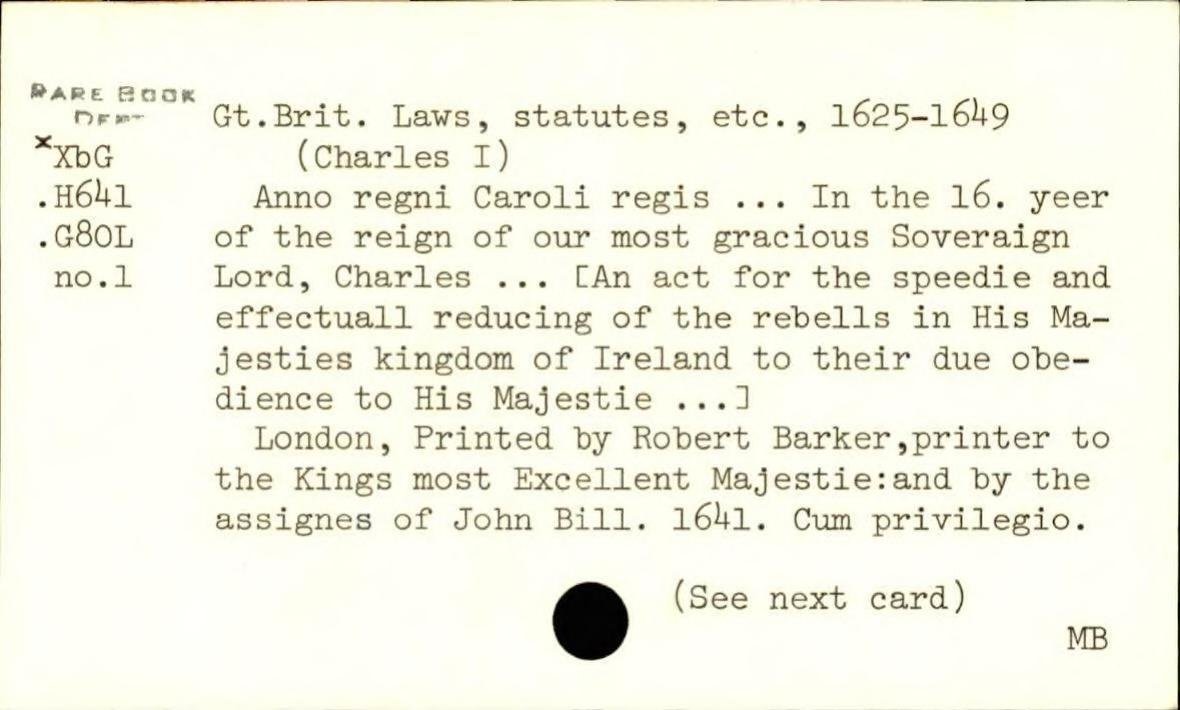 RARE BOOK
DEPT
Gt.Brit. Laws, statutes, etc., 1625-1649
xXbG (Charles I)
.H641 Anno regni Caroli regis ... In the 16. yeer
.G80L of the reign of our most gracious Soveraign
no.1 Lord, Charles ... [An act for the speedie and
effectuall reducing of the rebells in His Ma-
jesties kingdom of Ireland to their due obe-
dience to His Majestie ...]
London, Printed by Robert Barker,printer to
the Kings most Excellent Majestie:and by the
assignes of John Bill. 1641. Cum privilegio.
(See next card)
MB